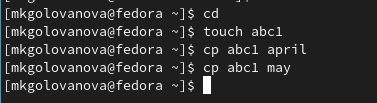 [mkgolovanova@fedora ~]$ cd
[mkgolovanova@fedora ~]$ touch abc1
[mkgolovanova@fedora ~]$ cp abc1 april
[mkgolovanova@fedora ~]$ cp abc1 may
[mkgolovanova@fedora ~]$